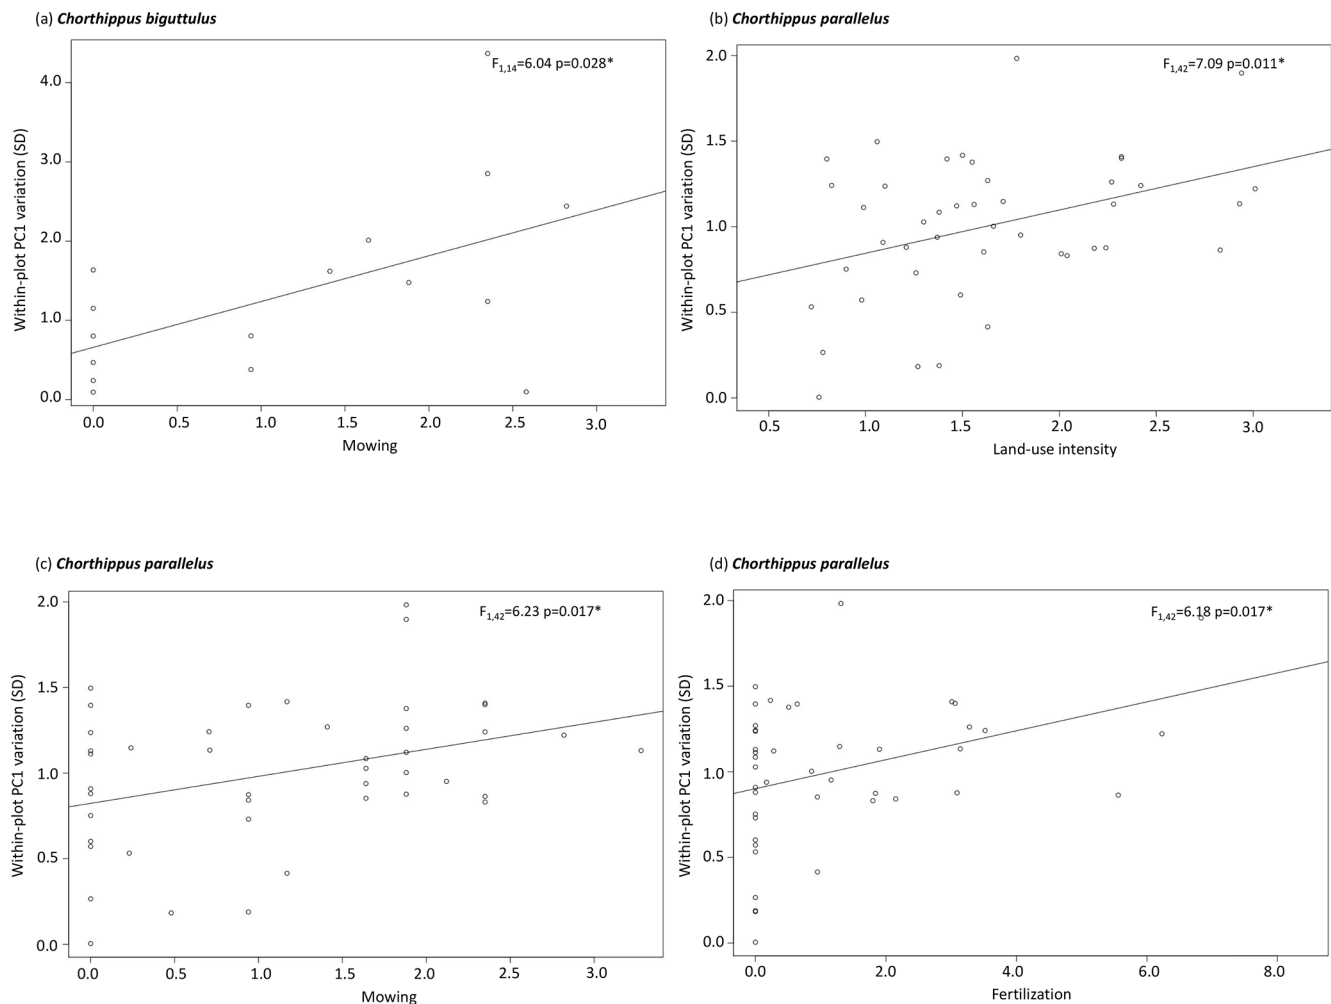 (a) Chorthippus biguttulus
F1,14=6.04 p=0.028*
Within-plot PC1 variation (SD)
4.0
3.0
2.0
1.0
0.0
0.0 0.5 1.0 1.5 2.0 2.5 3.0
Mowing
(b) Chorthippus parallelus
F1,42=7.09 p=0.011*
Within-plot PC1 variation (SD)
2.0
1.5
1.0
0.5
0.0
0.5 1.0 1.5 2.0 2.5 3.0
Land-use intensity
(c) Chorthippus parallelus
F1,42=6.23 p=0.017*
Within-plot PC1 variation (SD)
2.0
1.5
1.0
0.5
0.0
0.0 0.5 1.0 1.5 2.0 2.5 3.0
Mowing
(d) Chorthippus parallelus
F1,42=6.18 p=0.017*
Within-plot PC1 variation (SD)
2.0
1.5
1.0
0.5
0.0
0.0 2.0 4.0 6.0 8.0
Fertilization